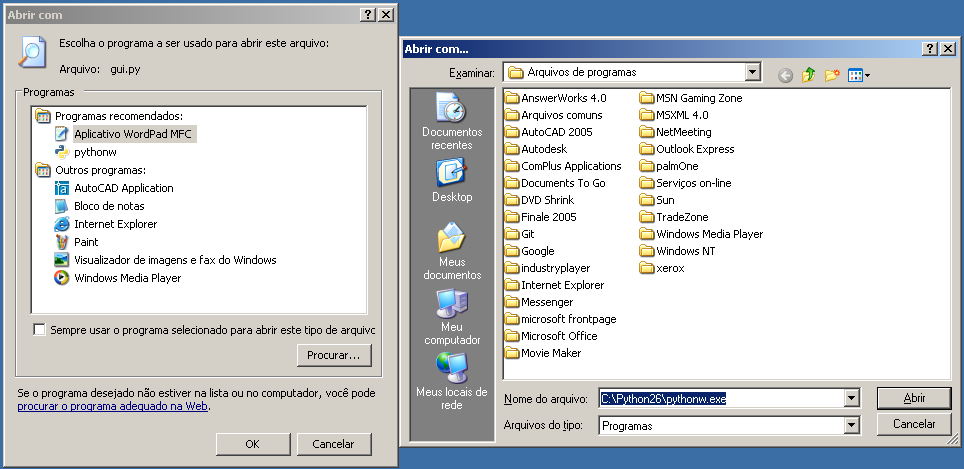 Abrir com
Escolha o programa a ser usado para abrir este arquivo:
Arquivo: gui.py
Programas
Programas recomendados:
Aplicativo WordPad MFC
pythonw
Outros programas:
AutoCAD Application
Bloco de notas
Internet Explorer
Paint
Visualizador de imagens e fax do Windows
Windows Media Player
Sempre usar o programa selecionado para abrir este tipo de arquivo
Procurar...
Se o programa desejado não estiver na lista ou no computador, você pode
procurar o programa adequado na Web.
OK
Cancelar
Abrir com...
Examinar:
Arquivos de programas
Documentos
recentes
Desktop
Meus
documentos
Meu
computador
Meus locais de
rede
AnswerWorks 4.0
Arquivos comuns
AutoCAD 2005
Autodesk
ComPlus Applications
Documents To Go
DVD Shrink
Finale 2005
Git
Google
industryplayer
Internet Explorer
Messenger
microsoft frontpage
Microsoft Office
Movie Maker
MSN Gaming Zone
MSXML 4.0
NetMeeting
Outlook Express
palmOne
Serviços on-line
Sun
TradeZone
Windows Media Player
Windows NT
xerox
Nome do arquivo:
C:\Python26\pythonw.exe
Abrir
Arquivos do tipo:
Programas
Cancelar